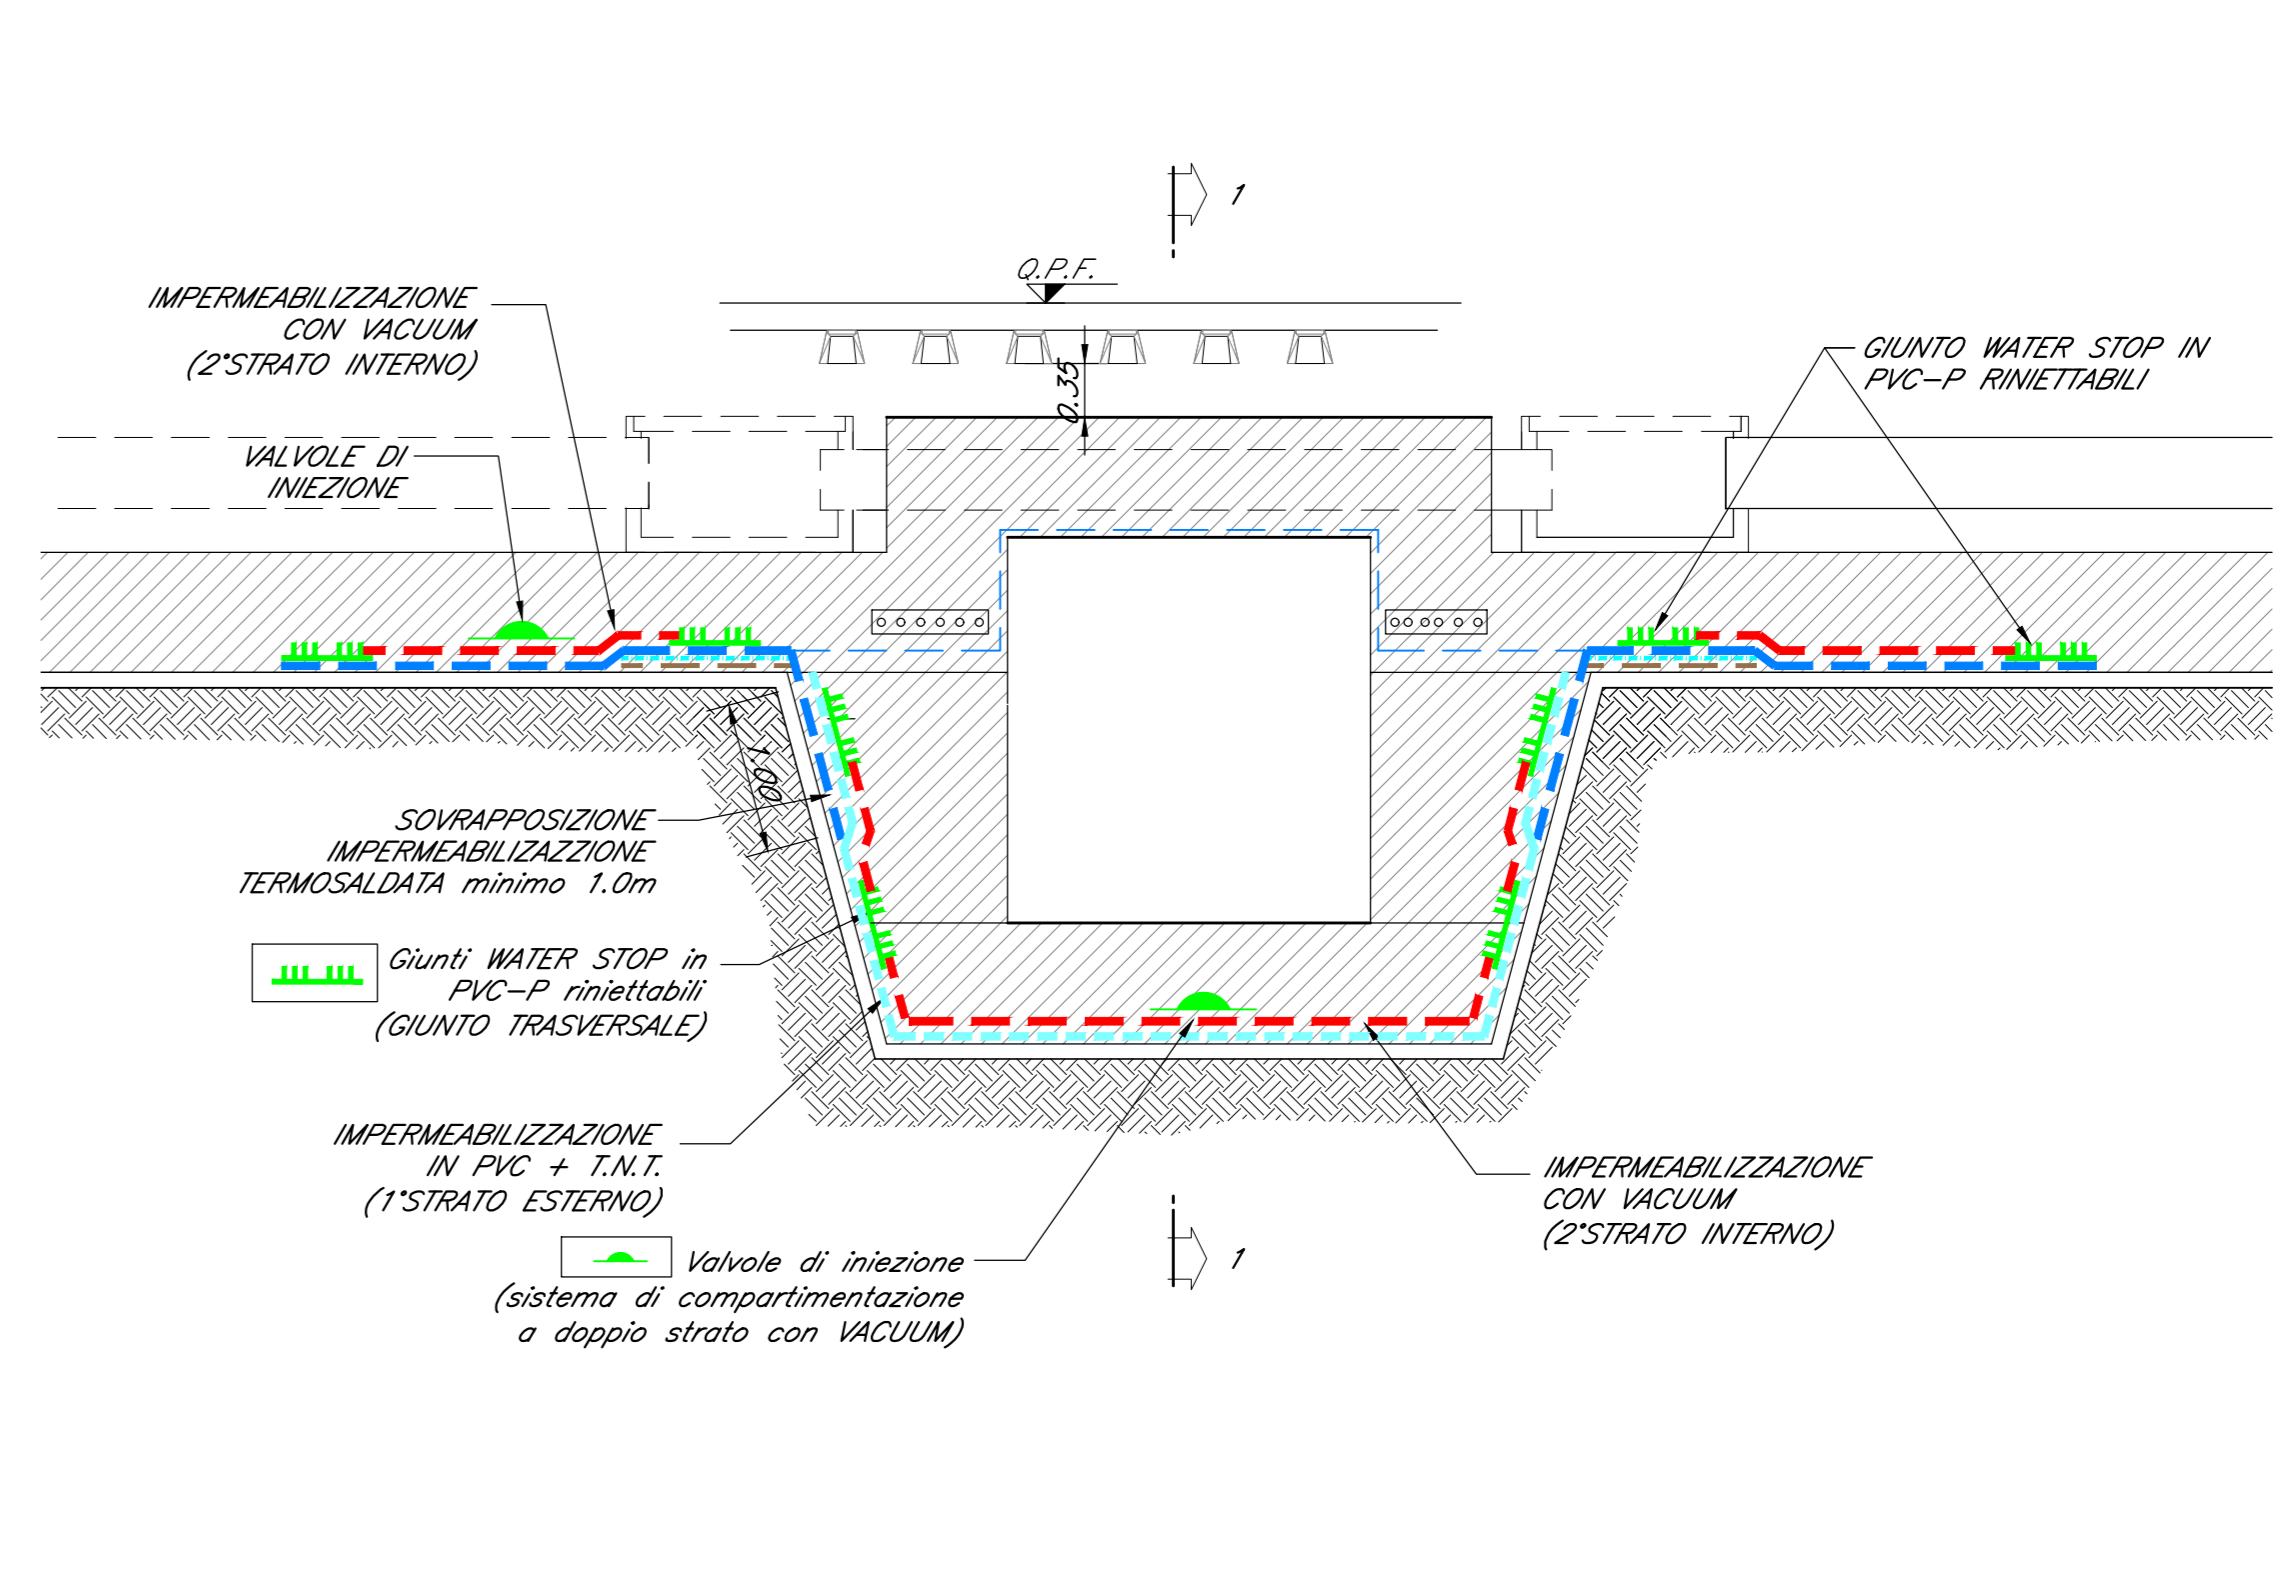 1
Q.P.F.
IMPERMEABILIZZAZIONE
CON VACUUM
(2°STRATO INTERNO)
GIUNTO WATER STOP IN
PVC-P RINIETTABILI
0.35
VALVOLE DI
INIEZIONE
1.00
SOVRAPPOSIZIONE
IMPERMEABILIZAZZIONE
TERMOSALDATA minimo 1.0m
Giunti WATER STOP in
PVC-P riniettabili
(GIUNTO TRASVERSALE)
IMPERMEABILIZZAZIONE
IN PVC + T.N.T.
(1°STRATO ESTERNO)
IMPERMEABILIZZAZIONE
CON VACUUM
(2°STRATO INTERNO)
Valvole di iniezione
(sistema di compartimentazione
a doppio strato con VACUUM)
1